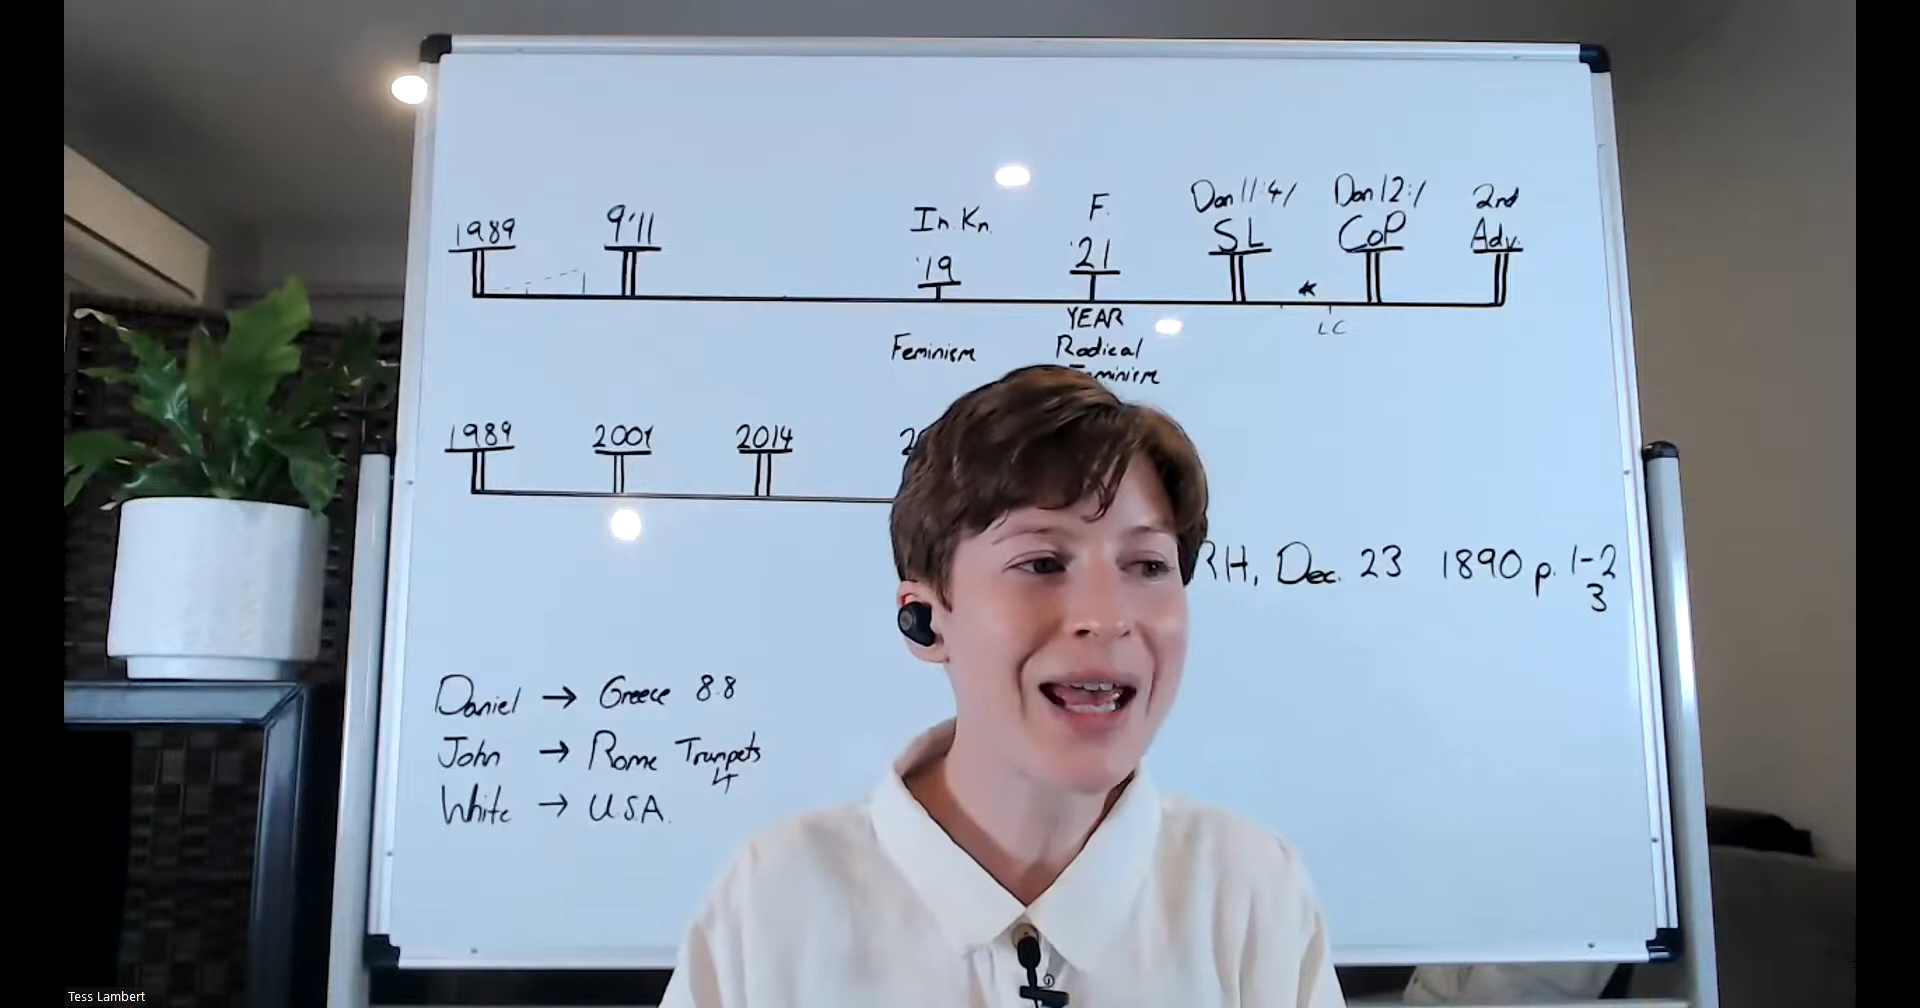 Dan 11:41 Dan 12:1 2nd
1989 9/11 In. Kn. F. SL CoP Adv.
'19 '21
YEAR LC
Feminism Radical
1989 2001 2014
RH, Dec. 23 1890 p. 1-2
3
Daniel → Greece 8.8
John → Rome Trumpets
4
White → U.S.A.
Tess Lambert